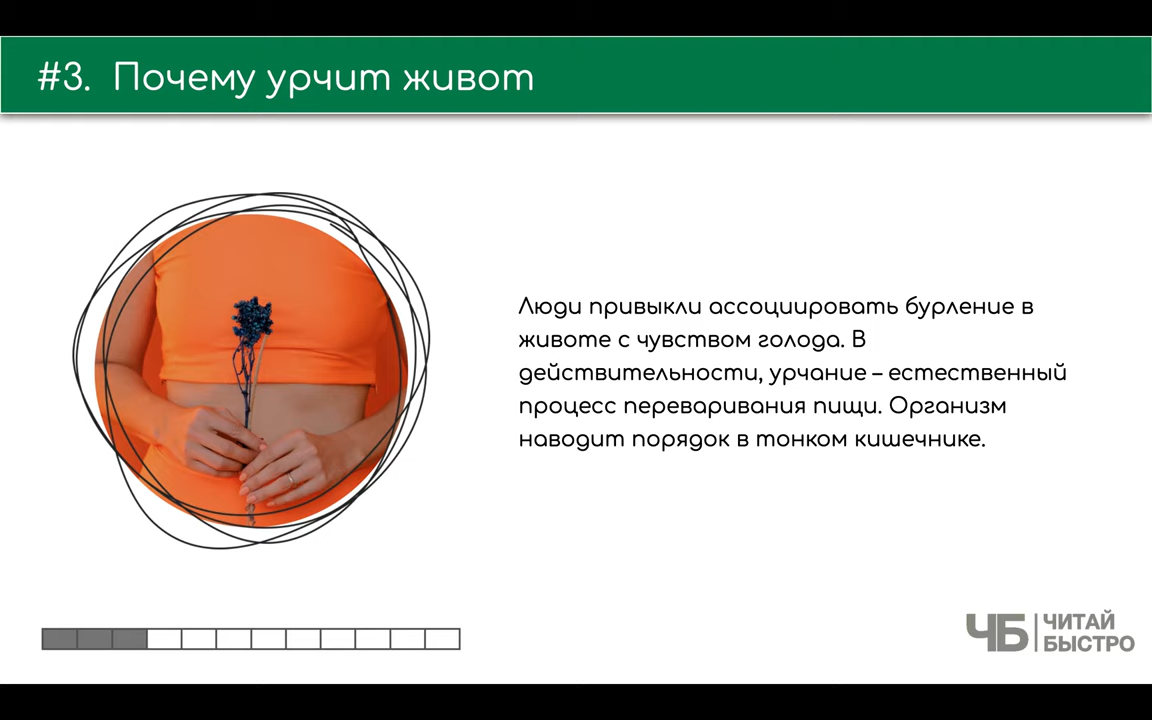 #3. Почему урчит живот
Люди привыкли ассоциировать бурление в
животе с чувством голода. В
действительности, урчание – естественный
процесс переваривания пищи. Организм
наводит порядок в тонком кишечнике.
ЧБ
ЧИТАЙ
БЫСТРО